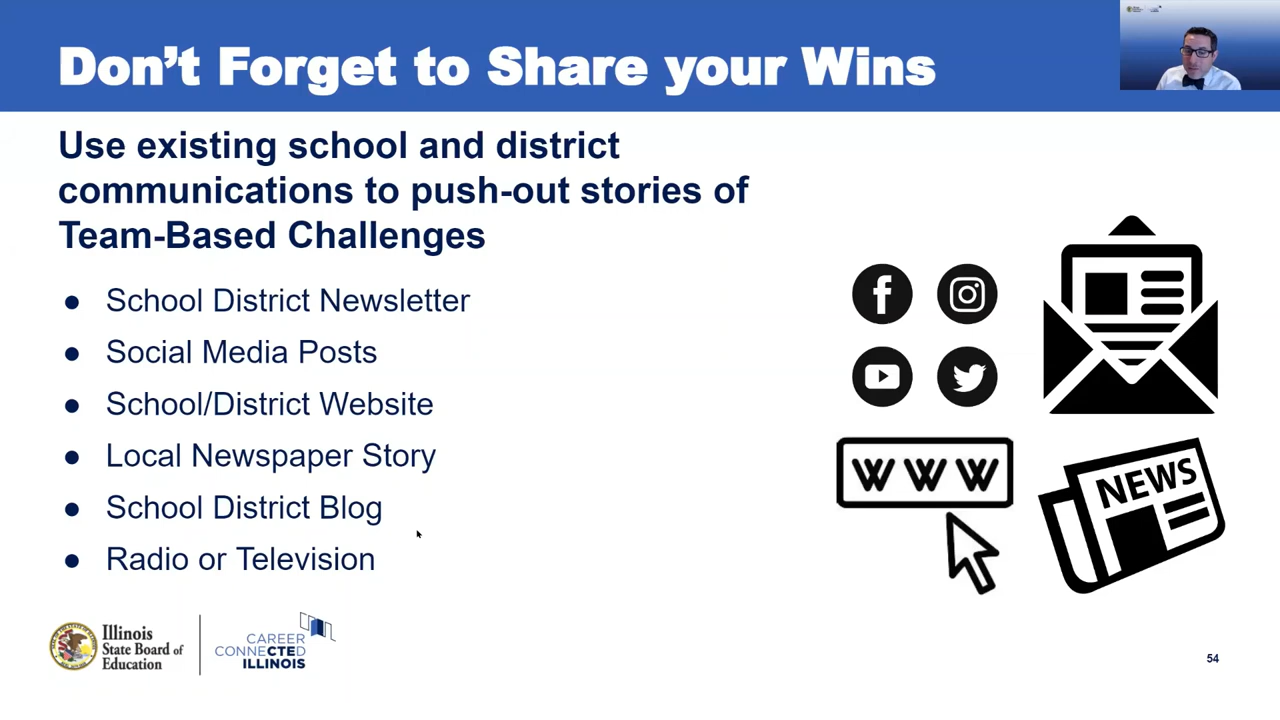 Don't Forget to Share your Wins
Use existing school and district
communications to push-out stories of
Team-Based Challenges
● School District Newsletter
● Social Media Posts
● School/District Website
● Local Newspaper Story
● School District Blog
● Radio or Television
WWW
NEWS
Illinois
State Board of
Education
CAREER
CONNECTED
ILLINOIS
54